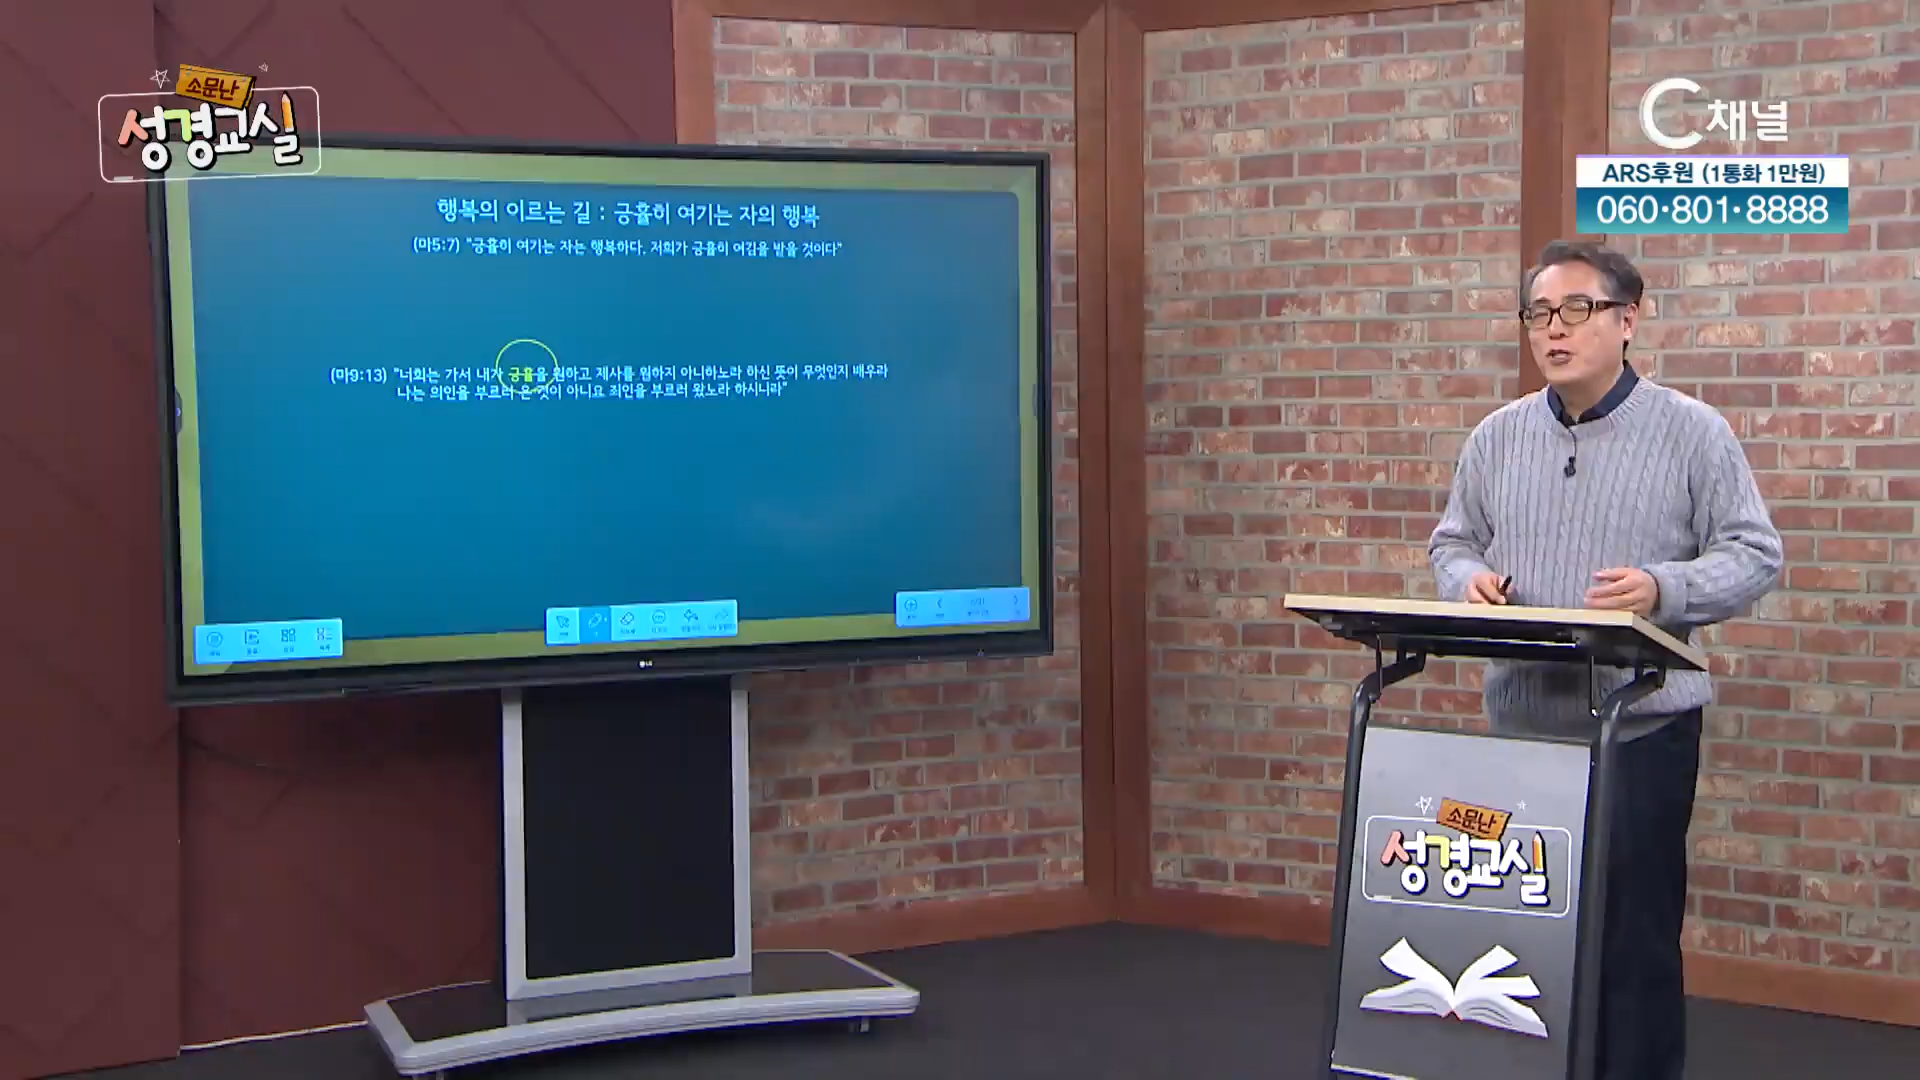 소문난
성경교실
C채널
ARS후원 (1통화 1만원)
060·801·8888
행복의 이르는 길 : 긍휼히 여기는 자의 행복
(마5:7) "긍휼히 여기는 자는 행복하다. 저희가 긍휼히 여김을 받을 것이다"
(마9:13) "너희는 가서 내가 긍휼을 원하고 제사를 원하지 아니하노라 하신 뜻이 무엇인지 배우라
나는 의인을 부르러 온 것이 아니요 죄인을 부르러 왔노라 하시니라"
LG
소문난
성경교실